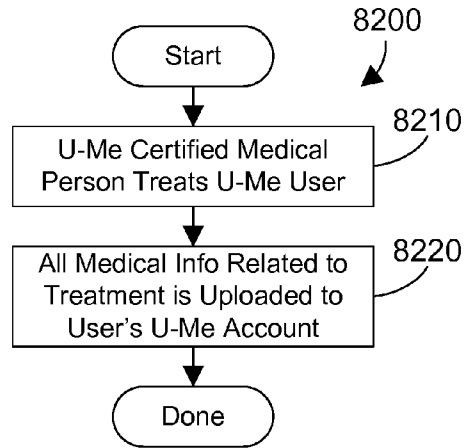 8200
Start
8210
U-Me Certified Medical
Person Treats U-Me User
8220
All Medical Info Related to
Treatment is Uploaded to
User's U-Me Account
Done